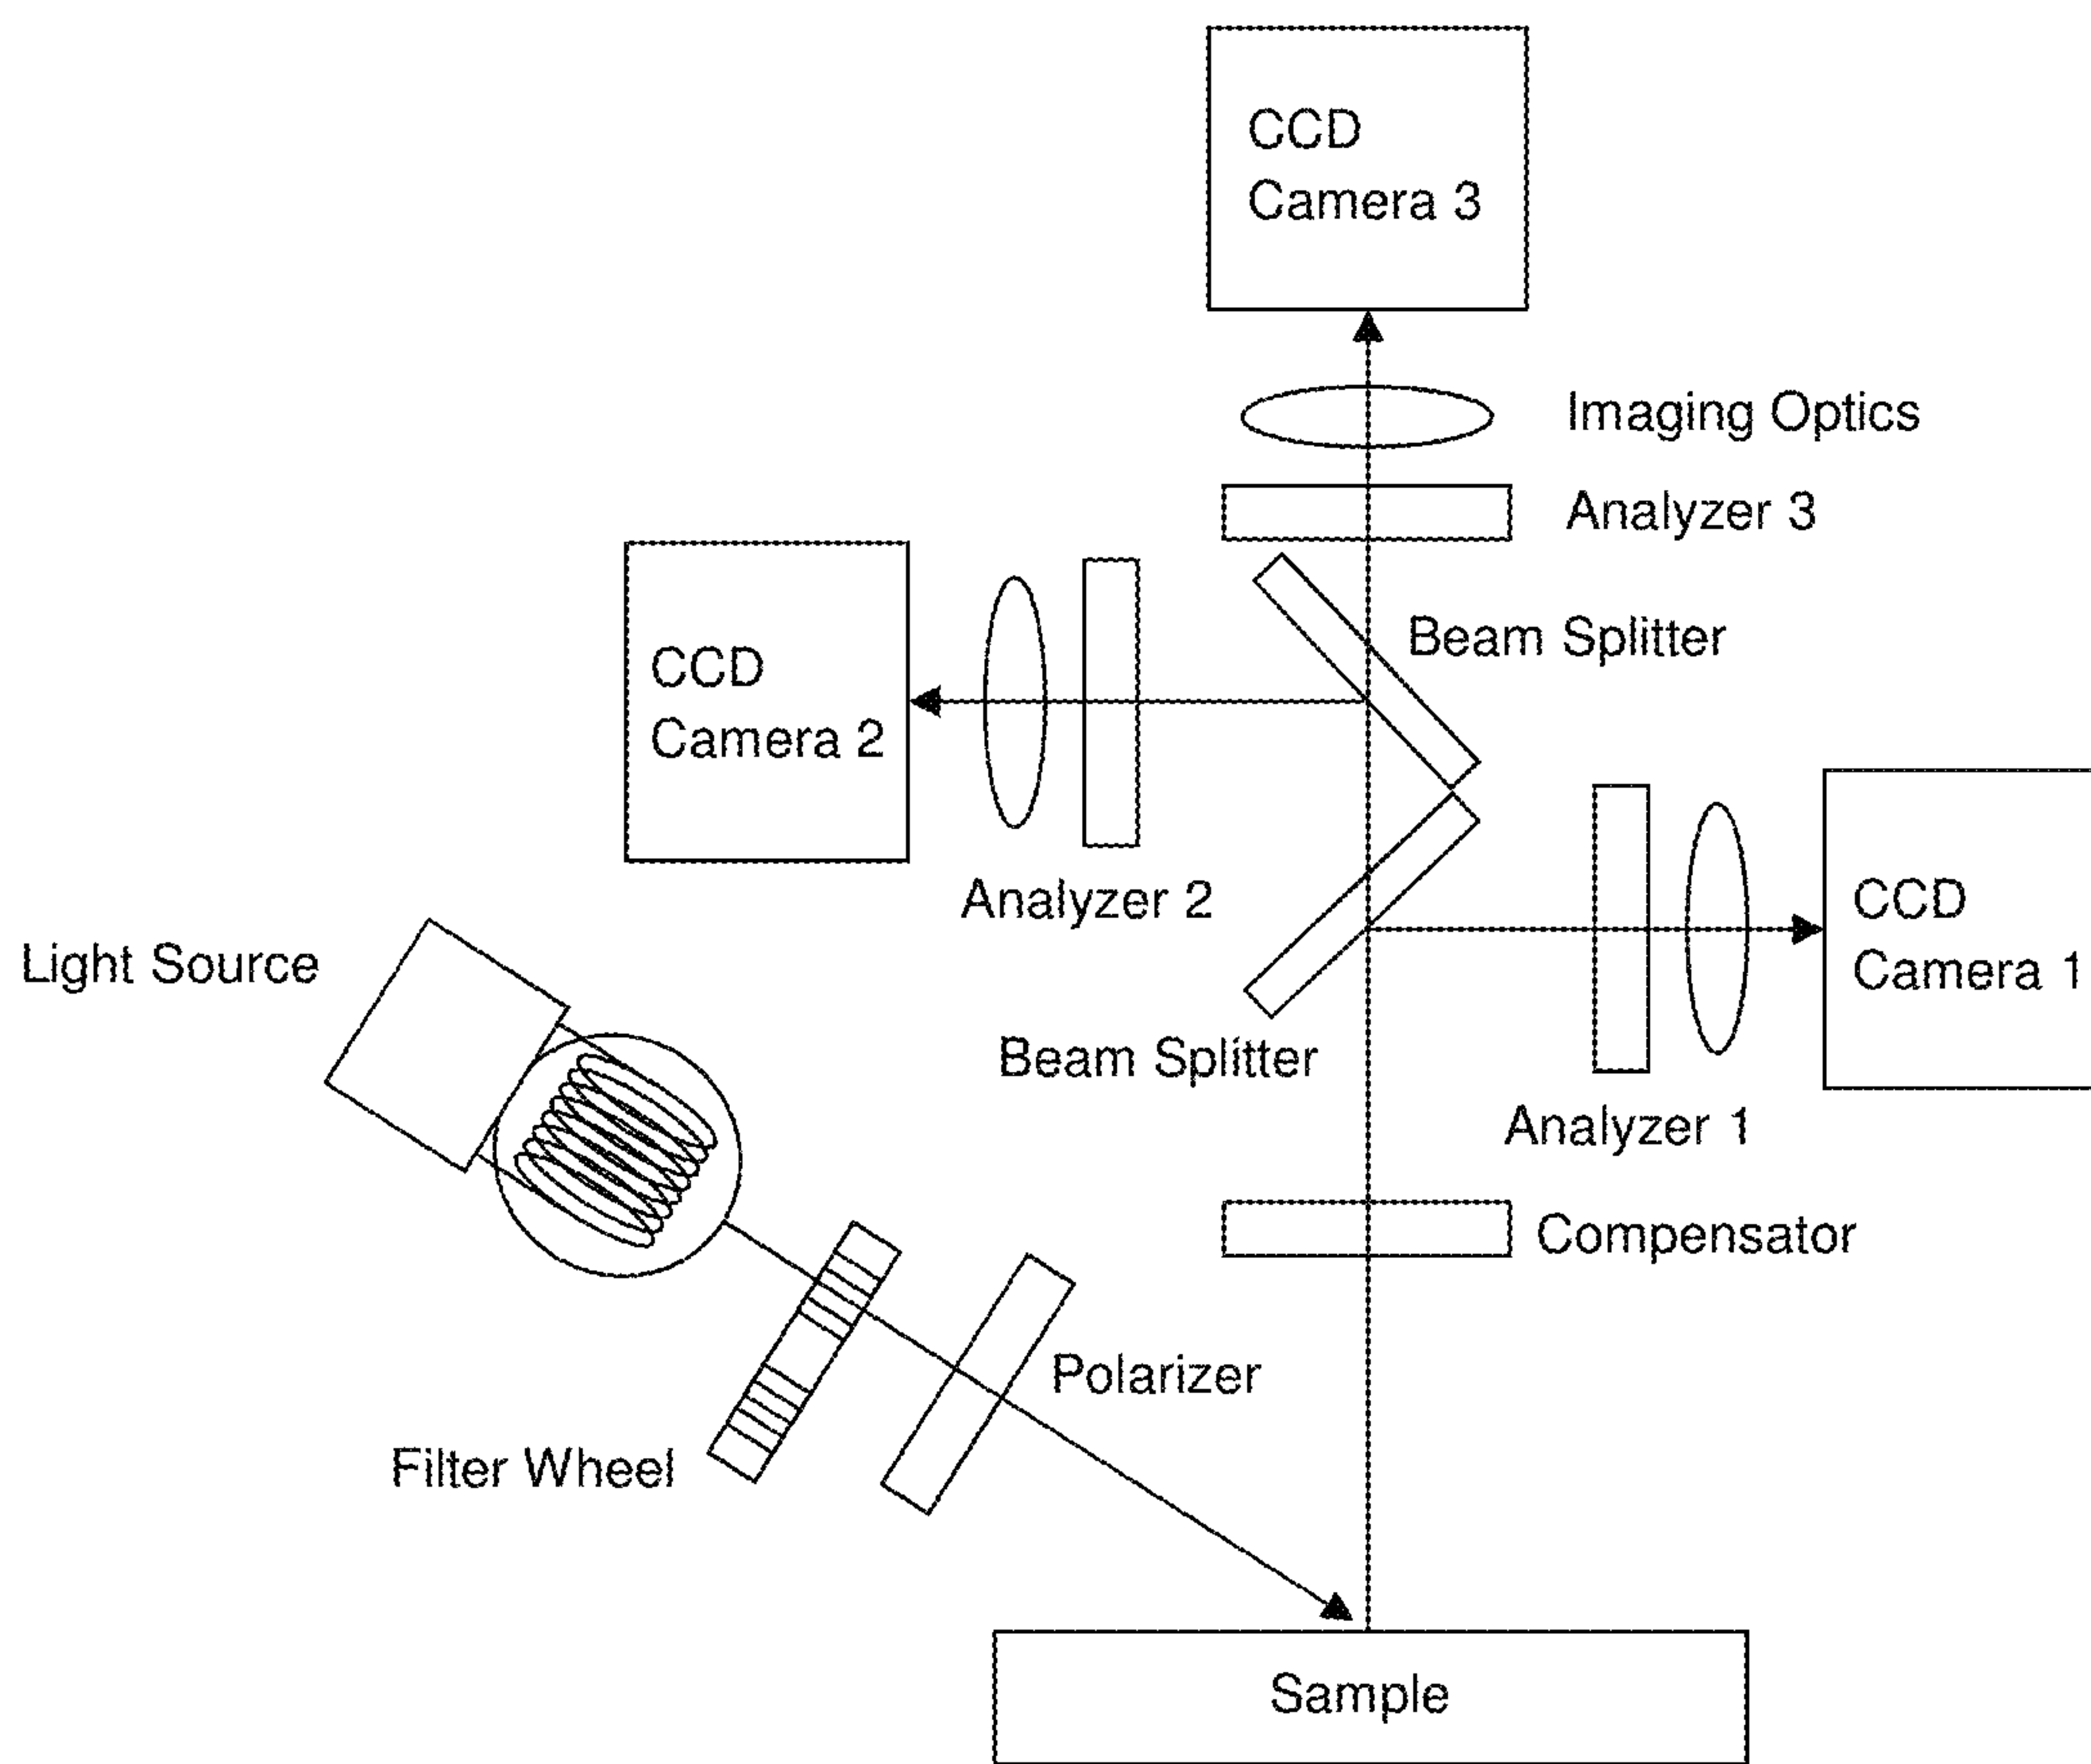 CCD
Camera 3
Imaging Optics
Analyzer 3
Beam Splitter
CCD
Camera 2
Analyzer 2
CCD
Camera 1
Light Source
Beam Splitter
Analyzer 1
Compensator
Polarizer
Filter Wheel
Sample